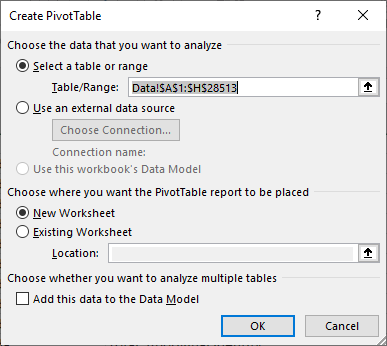 Create PivotTable
? ×
Choose the data that you want to analyze
Select a table or range
Table/Range: Data!$A$1:$H$28513
Use an external data source
Choose Connection...
Connection name:
Use this workbook's Data Model
Choose where you want the PivotTable report to be placed
New Worksheet
Existing Worksheet
Location:
Choose whether you want to analyze multiple tables
Add this data to the Data Model
OK Cancel